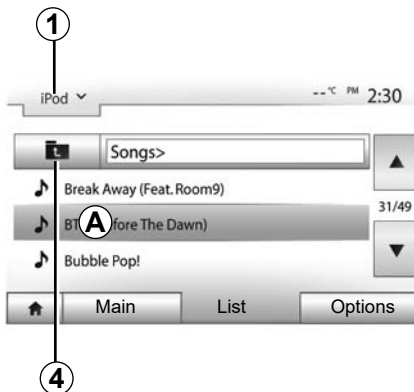 1
iPod
--°C PM 2:30
Songs>
Break Away (Feat. Room9)
31/49
A
BT fore The Dawn)
Bubble Pop!
Main List Options
4